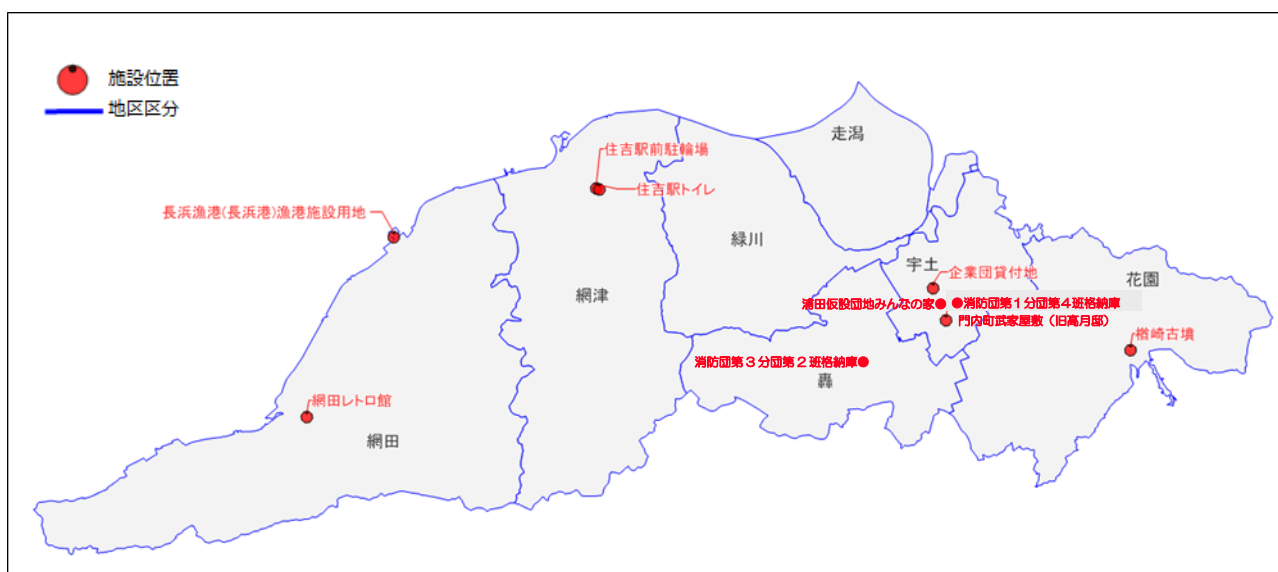 施設位置
地区区分
走潟
住吉駅前駐輪場
住吉駅トイレ
長浜漁港(長浜港)漁港施設用地
緑川
宇土
企業団貸付地
花園
網津
浦田仮設団地みんなの家
消防団第1分団第4班格納庫
門内町武家屋敷(旧高月邸)
楢崎古墳
消防団第3分団第2班格納庫
轟
網田レトロ館
網田